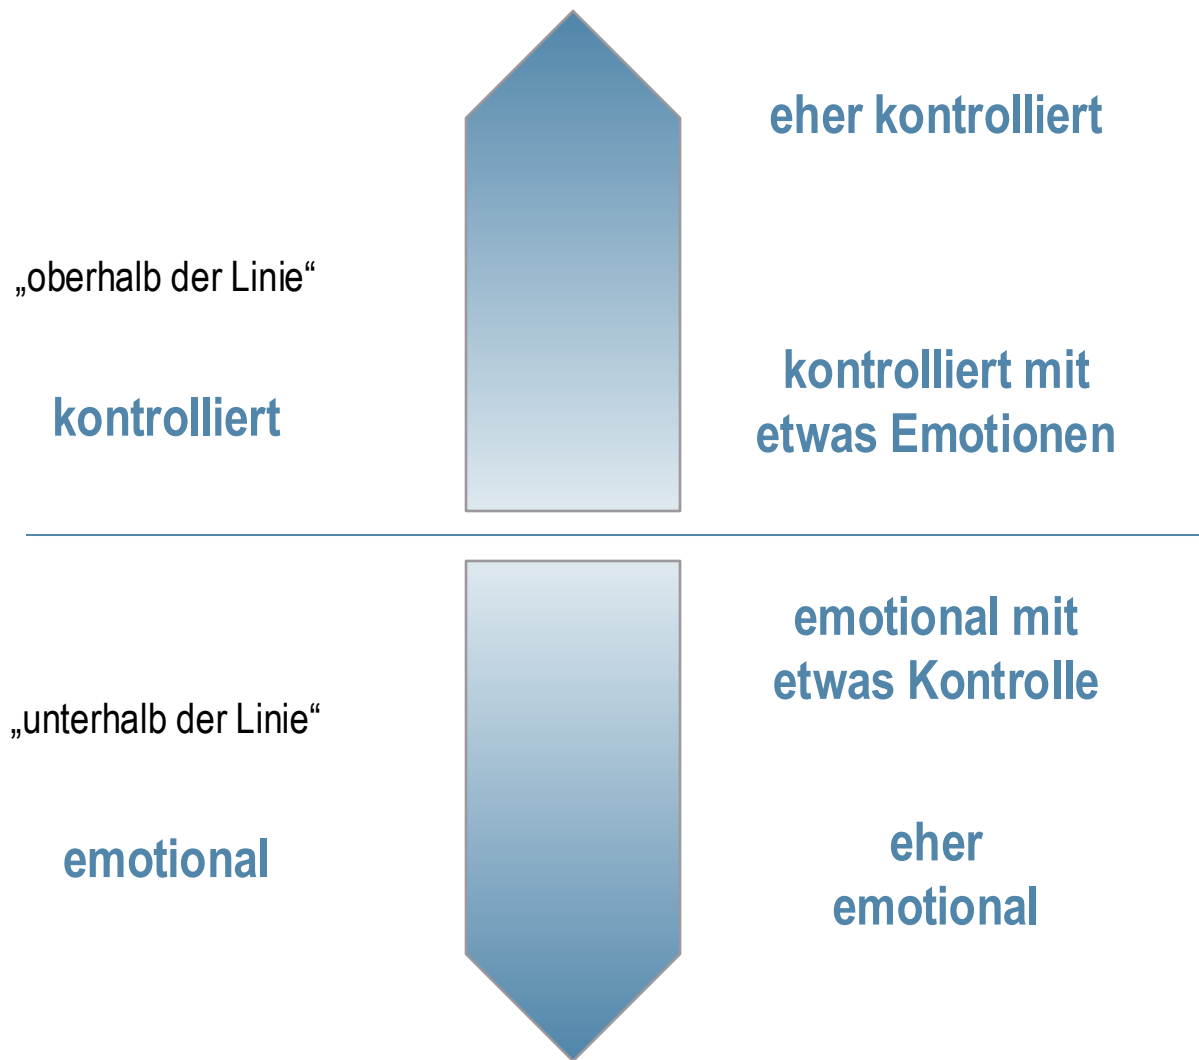 eher kontrolliert
„oberhalb der Linie“
kontrolliert mit
etwas Emotionen
kontrolliert
emotional mit
etwas Kontrolle
„unterhalb der Linie“
emotional
eher
emotional